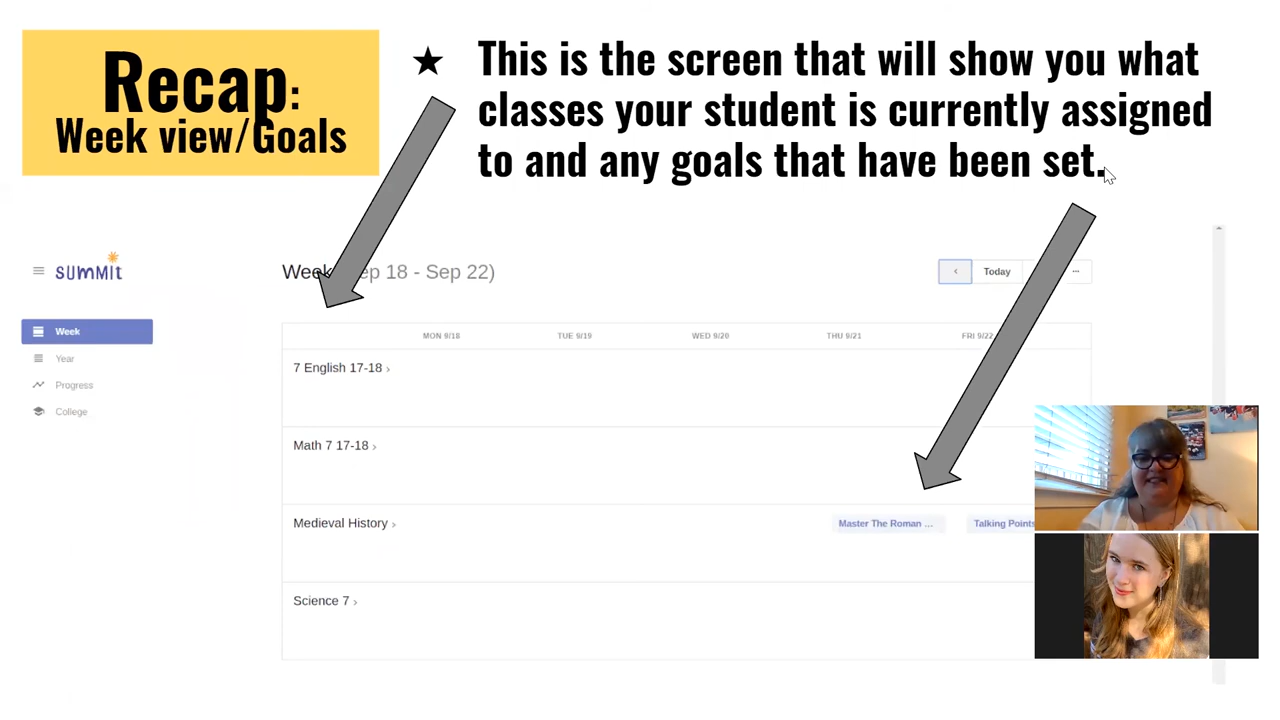 Recap:
Week view/Goals
★ This is the screen that will show you what
classes your student is currently assigned
to and any goals that have been set.
SUMMIT
Week
Year
Progress
College
Week ep 18 - Sep 22)
< Today ...
MON 9/18 TUE 9/19 WED 9/20 THU 9/21 FRI 9/22
7 English 17-18 ›
Math 7 17-18 ›
Medieval History ›
Master The Roman ... Talking Points
Science 7 ›